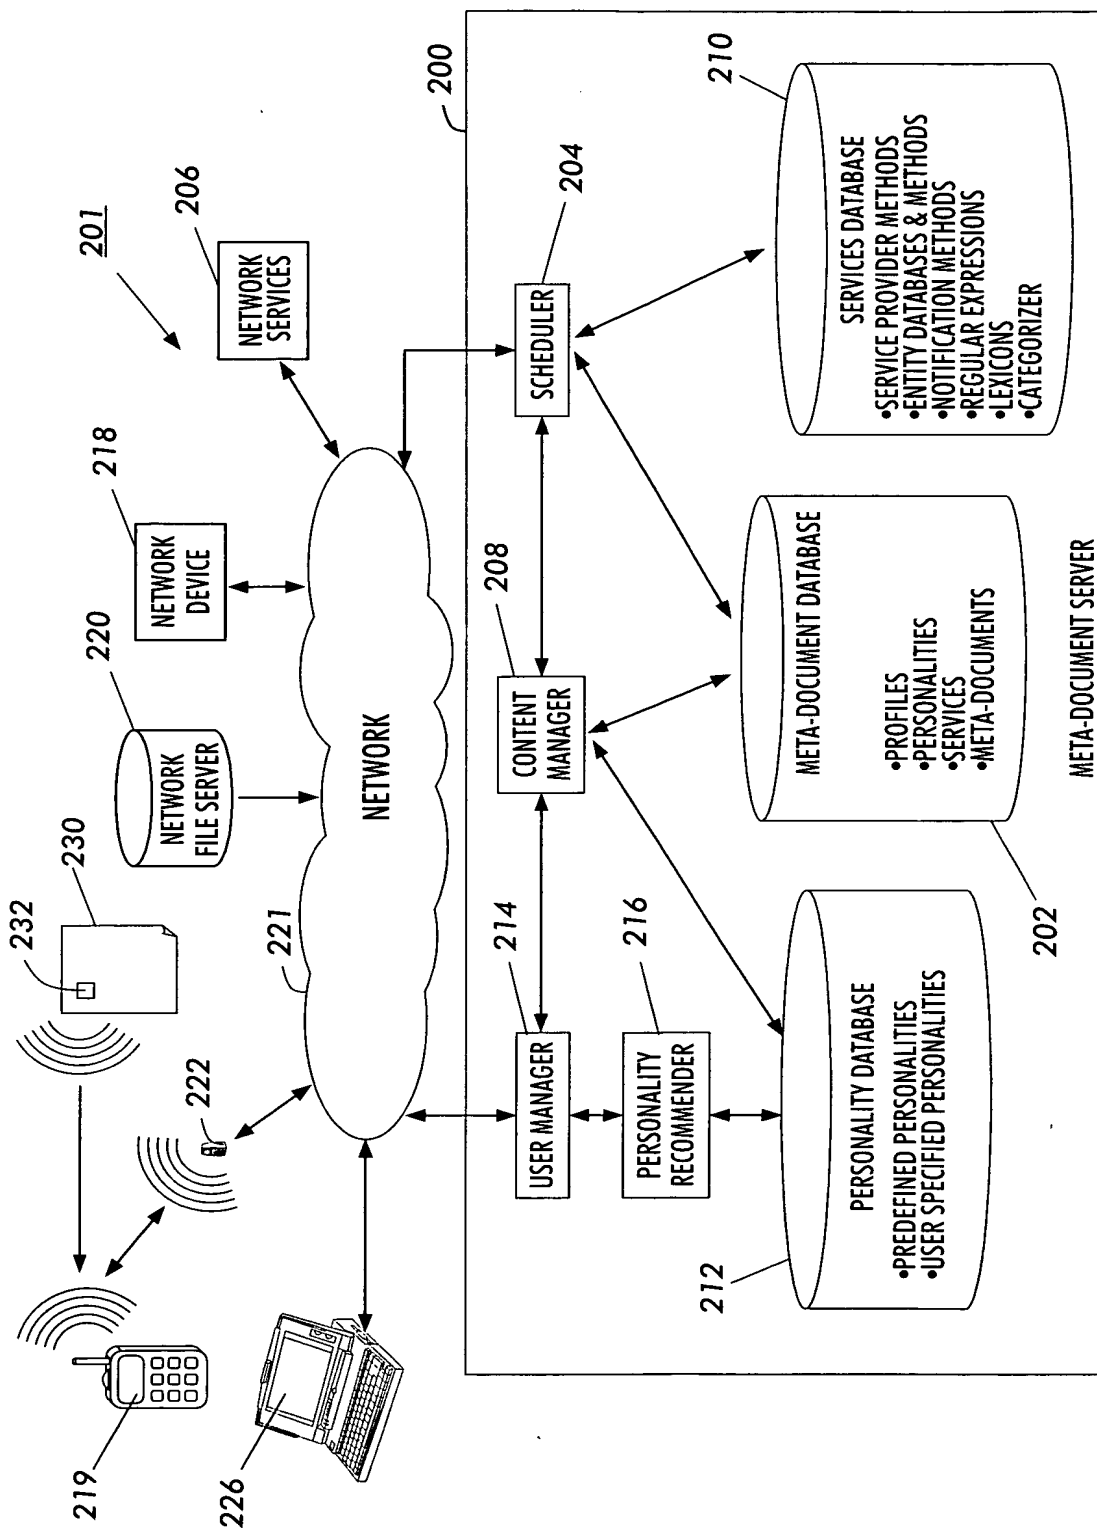 201
206
NETWORK
SERVICES
218
NETWORK
DEVICE
220
NETWORK
FILE SERVER
230
232
222
219
226
221
NETWORK
200
214
USER MANAGER
216
PERSONALITY
RECOMMENDER
208
CONTENT
MANAGER
204
SCHEDULER
212
PERSONALITY DATABASE
•PREDEFINED PERSONALITIES
•USER SPECIFIED PERSONALITIES
202
META-DOCUMENT DATABASE
•PROFILES
•PERSONALITIES
•SERVICES
•META-DOCUMENTS
210
SERVICES DATABASE
•SERVICE PROVIDER METHODS
•ENTITY DATABASES & METHODS
•NOTIFICATION METHODS
•REGULAR EXPRESSIONS
•LEXICONS
•CATEGORIZER
META-DOCUMENT SERVER